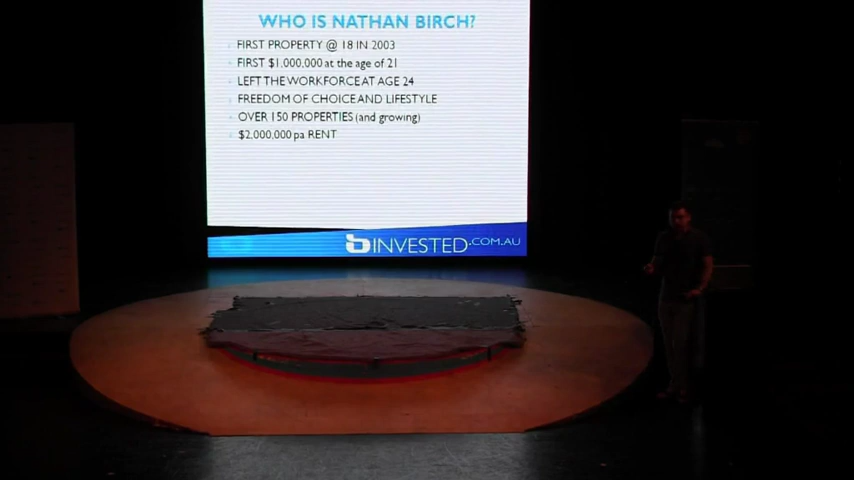 WHO IS NATHAN BIRCH?
FIRST PROPERTY @ 18 IN 2003
FIRST $1,000,000 at the age of 21
LEFT THE WORKFORCE AT AGE 24
FREEDOM OF CHOICE AND LIFESTYLE
OVER 150 PROPERTIES (and growing)
$2,000,000 pa RENT
bINVESTED.COM.AU